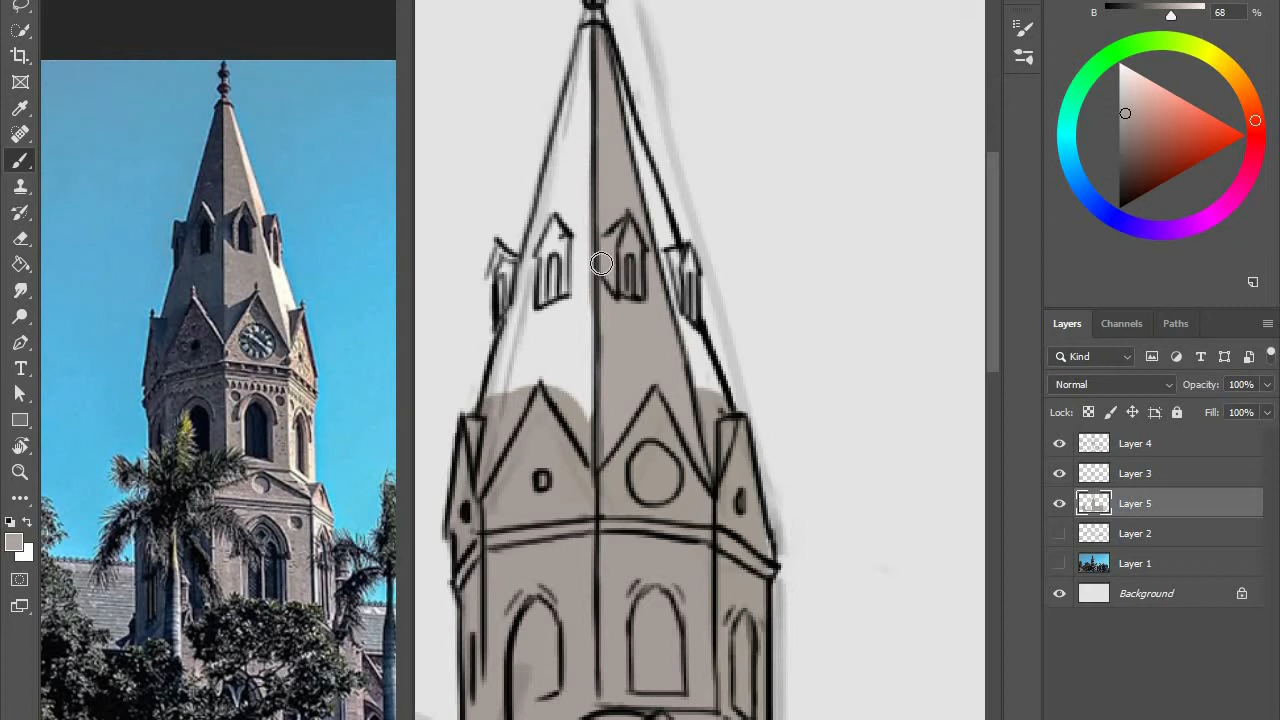 B 68 %
Layers Channels Paths
Kind
Normal Opacity: 100%
Lock: Fill: 100%
Layer 4
Layer 3
Layer 5
Layer 2
Layer 1
Background
T